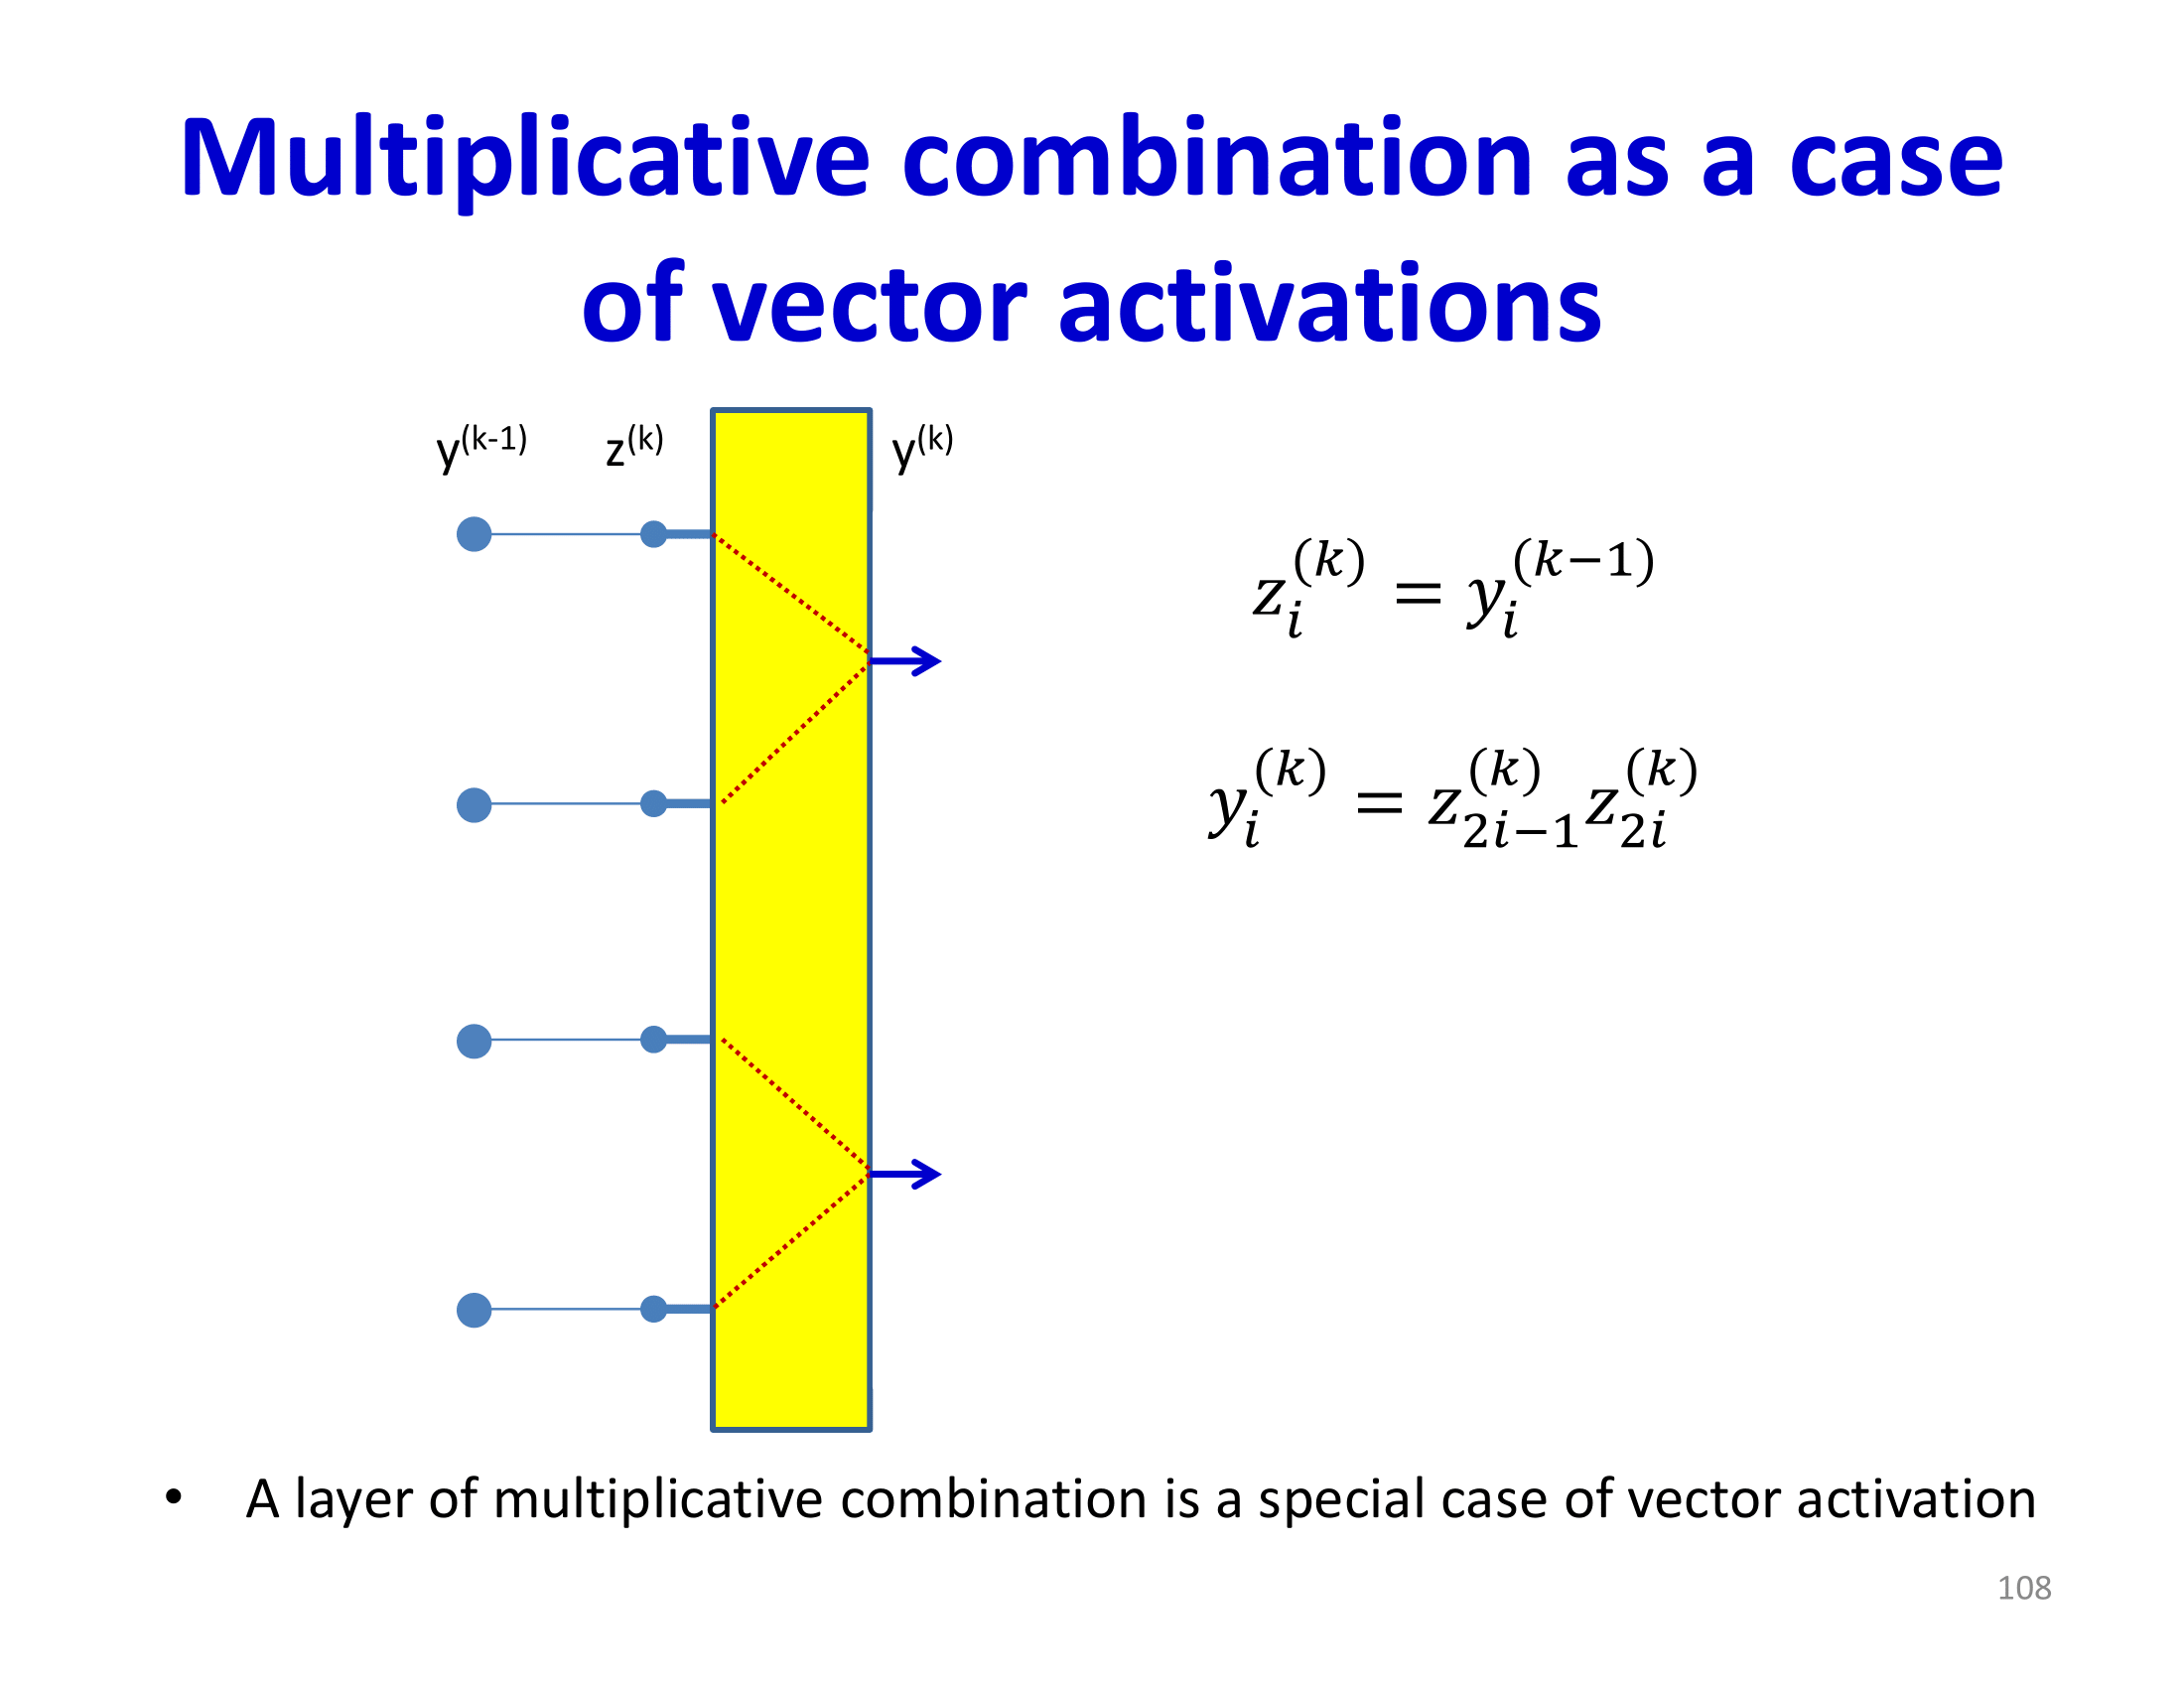 Multiplicative combination as a case
of vector activations
y^(k-1) z^(k) y^(k)
z_i^(k) = y_i^(k−1)
y_i^(k) = z_{2i−1}^(k) z_{2i}^(k)
• A layer of multiplicative combination is a special case of vector activation
108